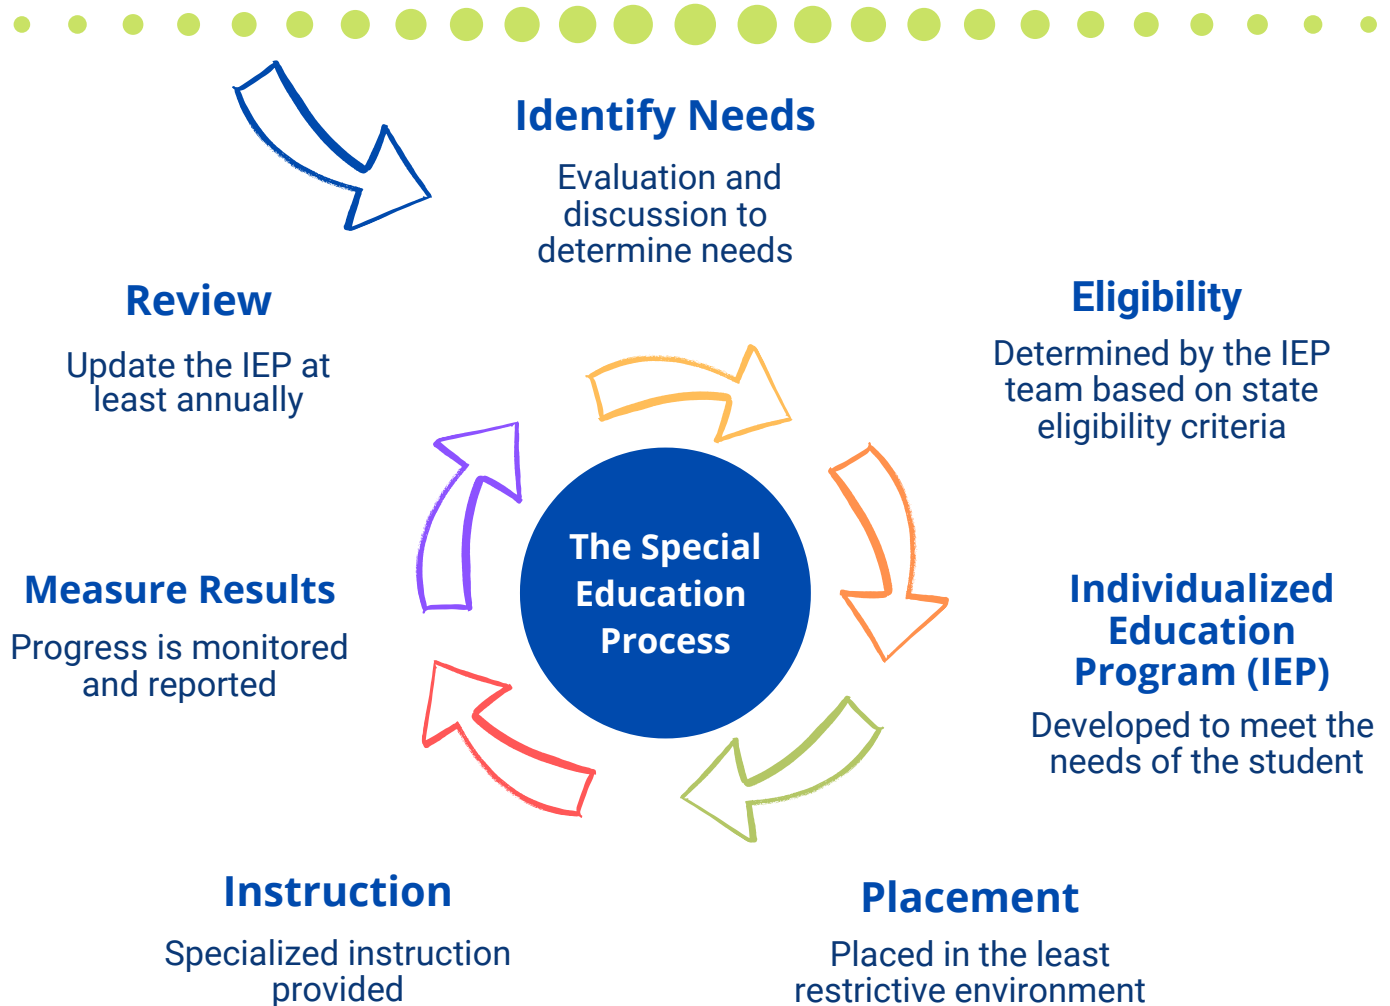 Identify Needs
Evaluation and
discussion to
determine needs
Eligibility
Determined by the IEP
team based on state
eligibility criteria
Individualized
Education
Program (IEP)
Developed to meet the
needs of the student
Placement
Placed in the least
restrictive environment
Instruction
Specialized instruction
provided
Measure Results
Progress is monitored
and reported
Review
Update the IEP at
least annually
The Special
Education
Process